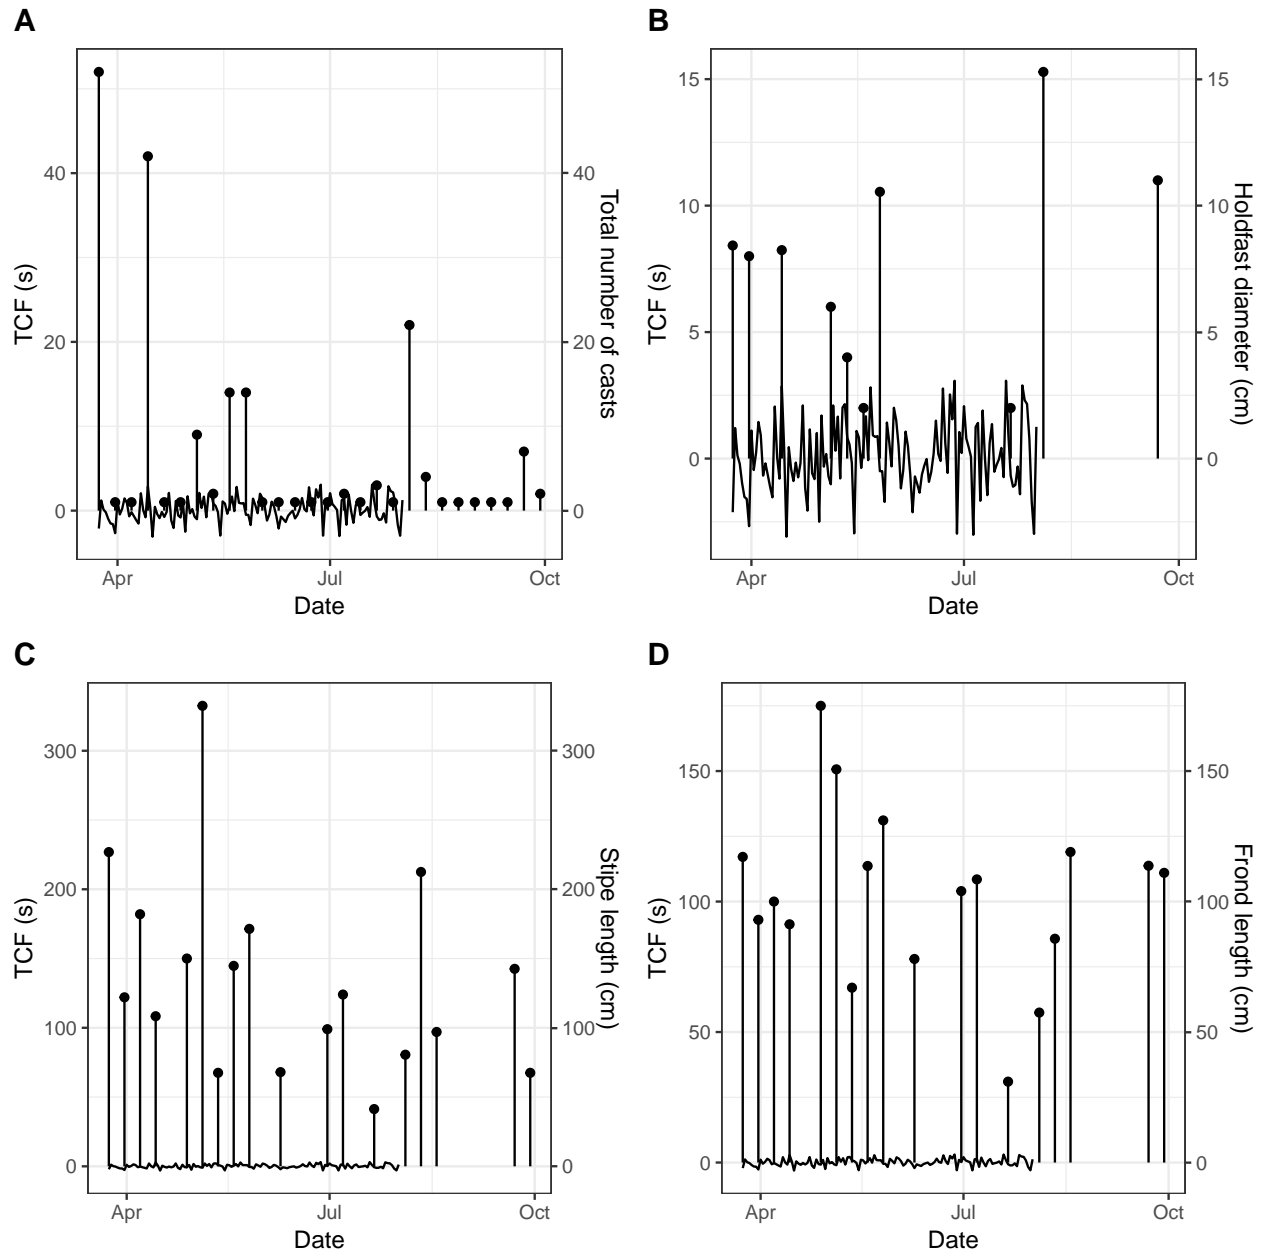 A
TCF (s)
40
20
0
40
20
0
Total number of casts
Apr
Jul
Oct
Date
B
TCF (s)
15
10
5
0
15
10
5
0
Holdfast diameter (cm)
Apr
Jul
Oct
Date
C
TCF (s)
300
200
100
0
300
200
100
0
Stipe length (cm)
Apr
Jul
Oct
Date
D
TCF (s)
150
100
50
0
150
100
50
0
Frond length (cm)
Apr
Jul
Oct
Date